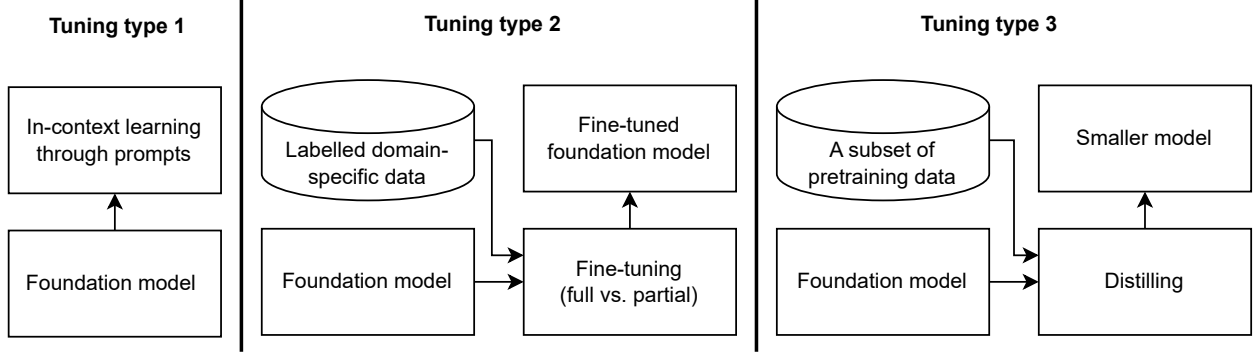 Tuning type 1
In-context learning
through prompts
Foundation model
Tuning type 2
Labelled domain-
specific data
Fine-tuned
foundation model
Foundation model
Fine-tuning
(full vs. partial)
Tuning type 3
A subset of
pretraining data
Smaller model
Foundation model
Distilling